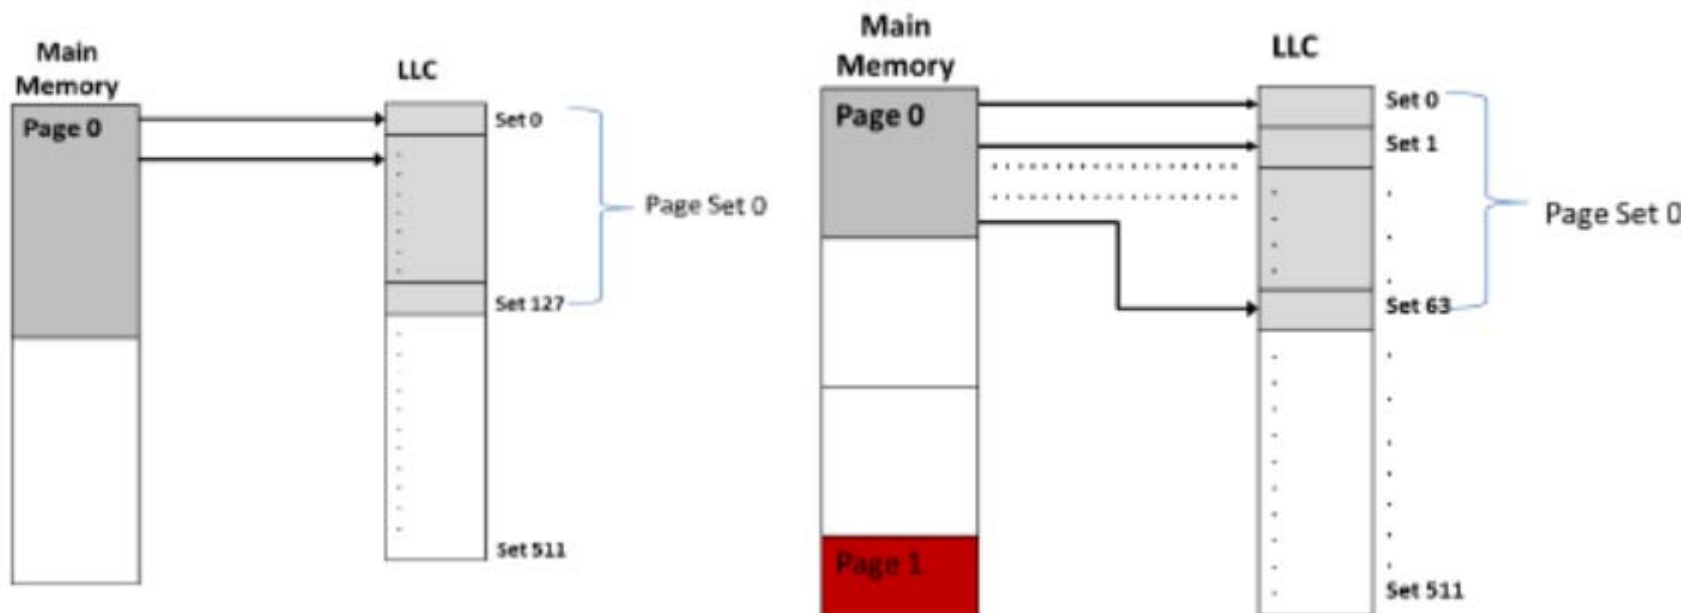 Main
Memory
LLC
Page 0
Set 0
Page Set 0
Set 127
Set 511
Main
Memory
LLC
Page 0
Set 0
Set 1
Page Set 0
Set 63
Page 1
Set 511